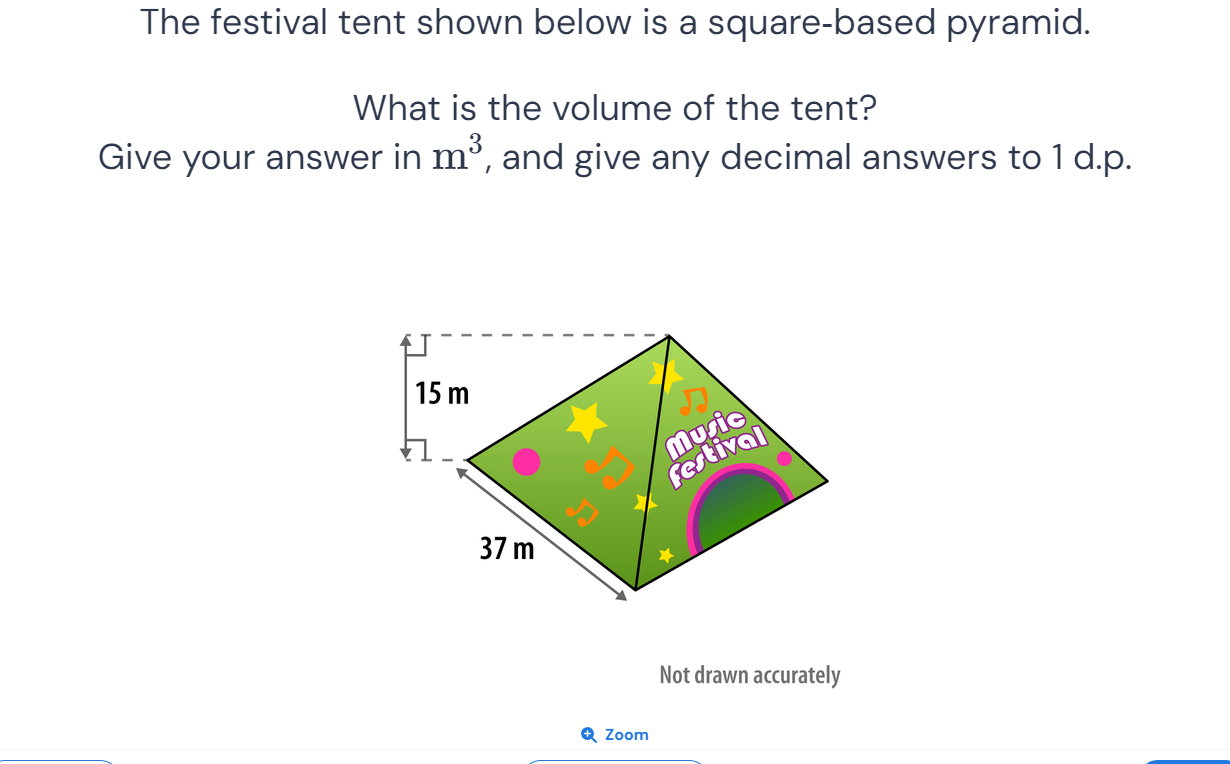 The festival tent shown below is a square-based pyramid.
What is the volume of the tent?
Give your answer in m³, and give any decimal answers to 1 d.p.
15 m
Music
festival
37 m
Not drawn accurately
Zoom